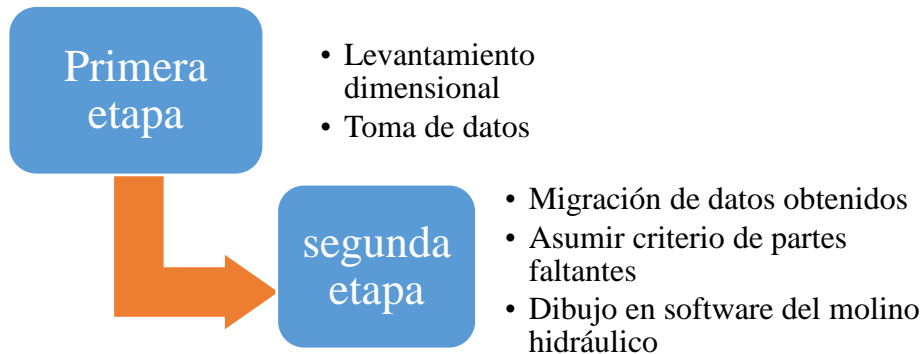 Primera
etapa
• Levantamiento
dimensional
• Toma de datos
segunda
etapa
• Migración de datos obtenidos
• Asumir criterio de partes
faltantes
• Dibujo en software del molino
hidráulico